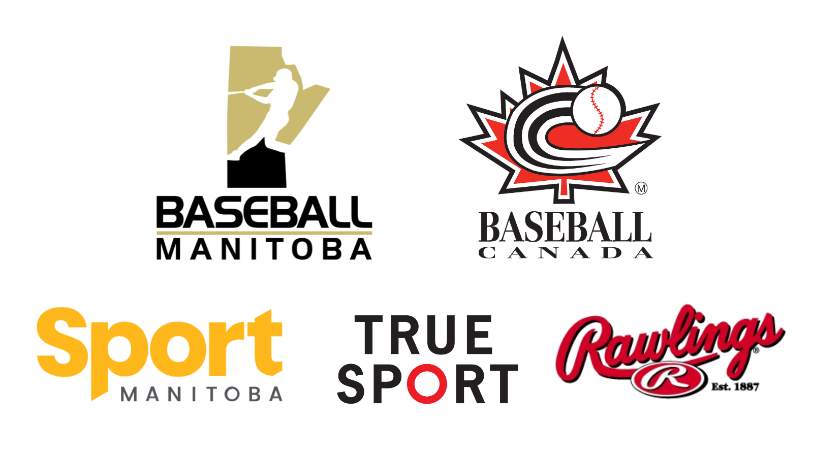 BASEBALL
MANITOBA
M
BASEBALL
CANADA
Sport
MANITOBA
TRUE
SPORT
Rawlings®
R
Est. 1887